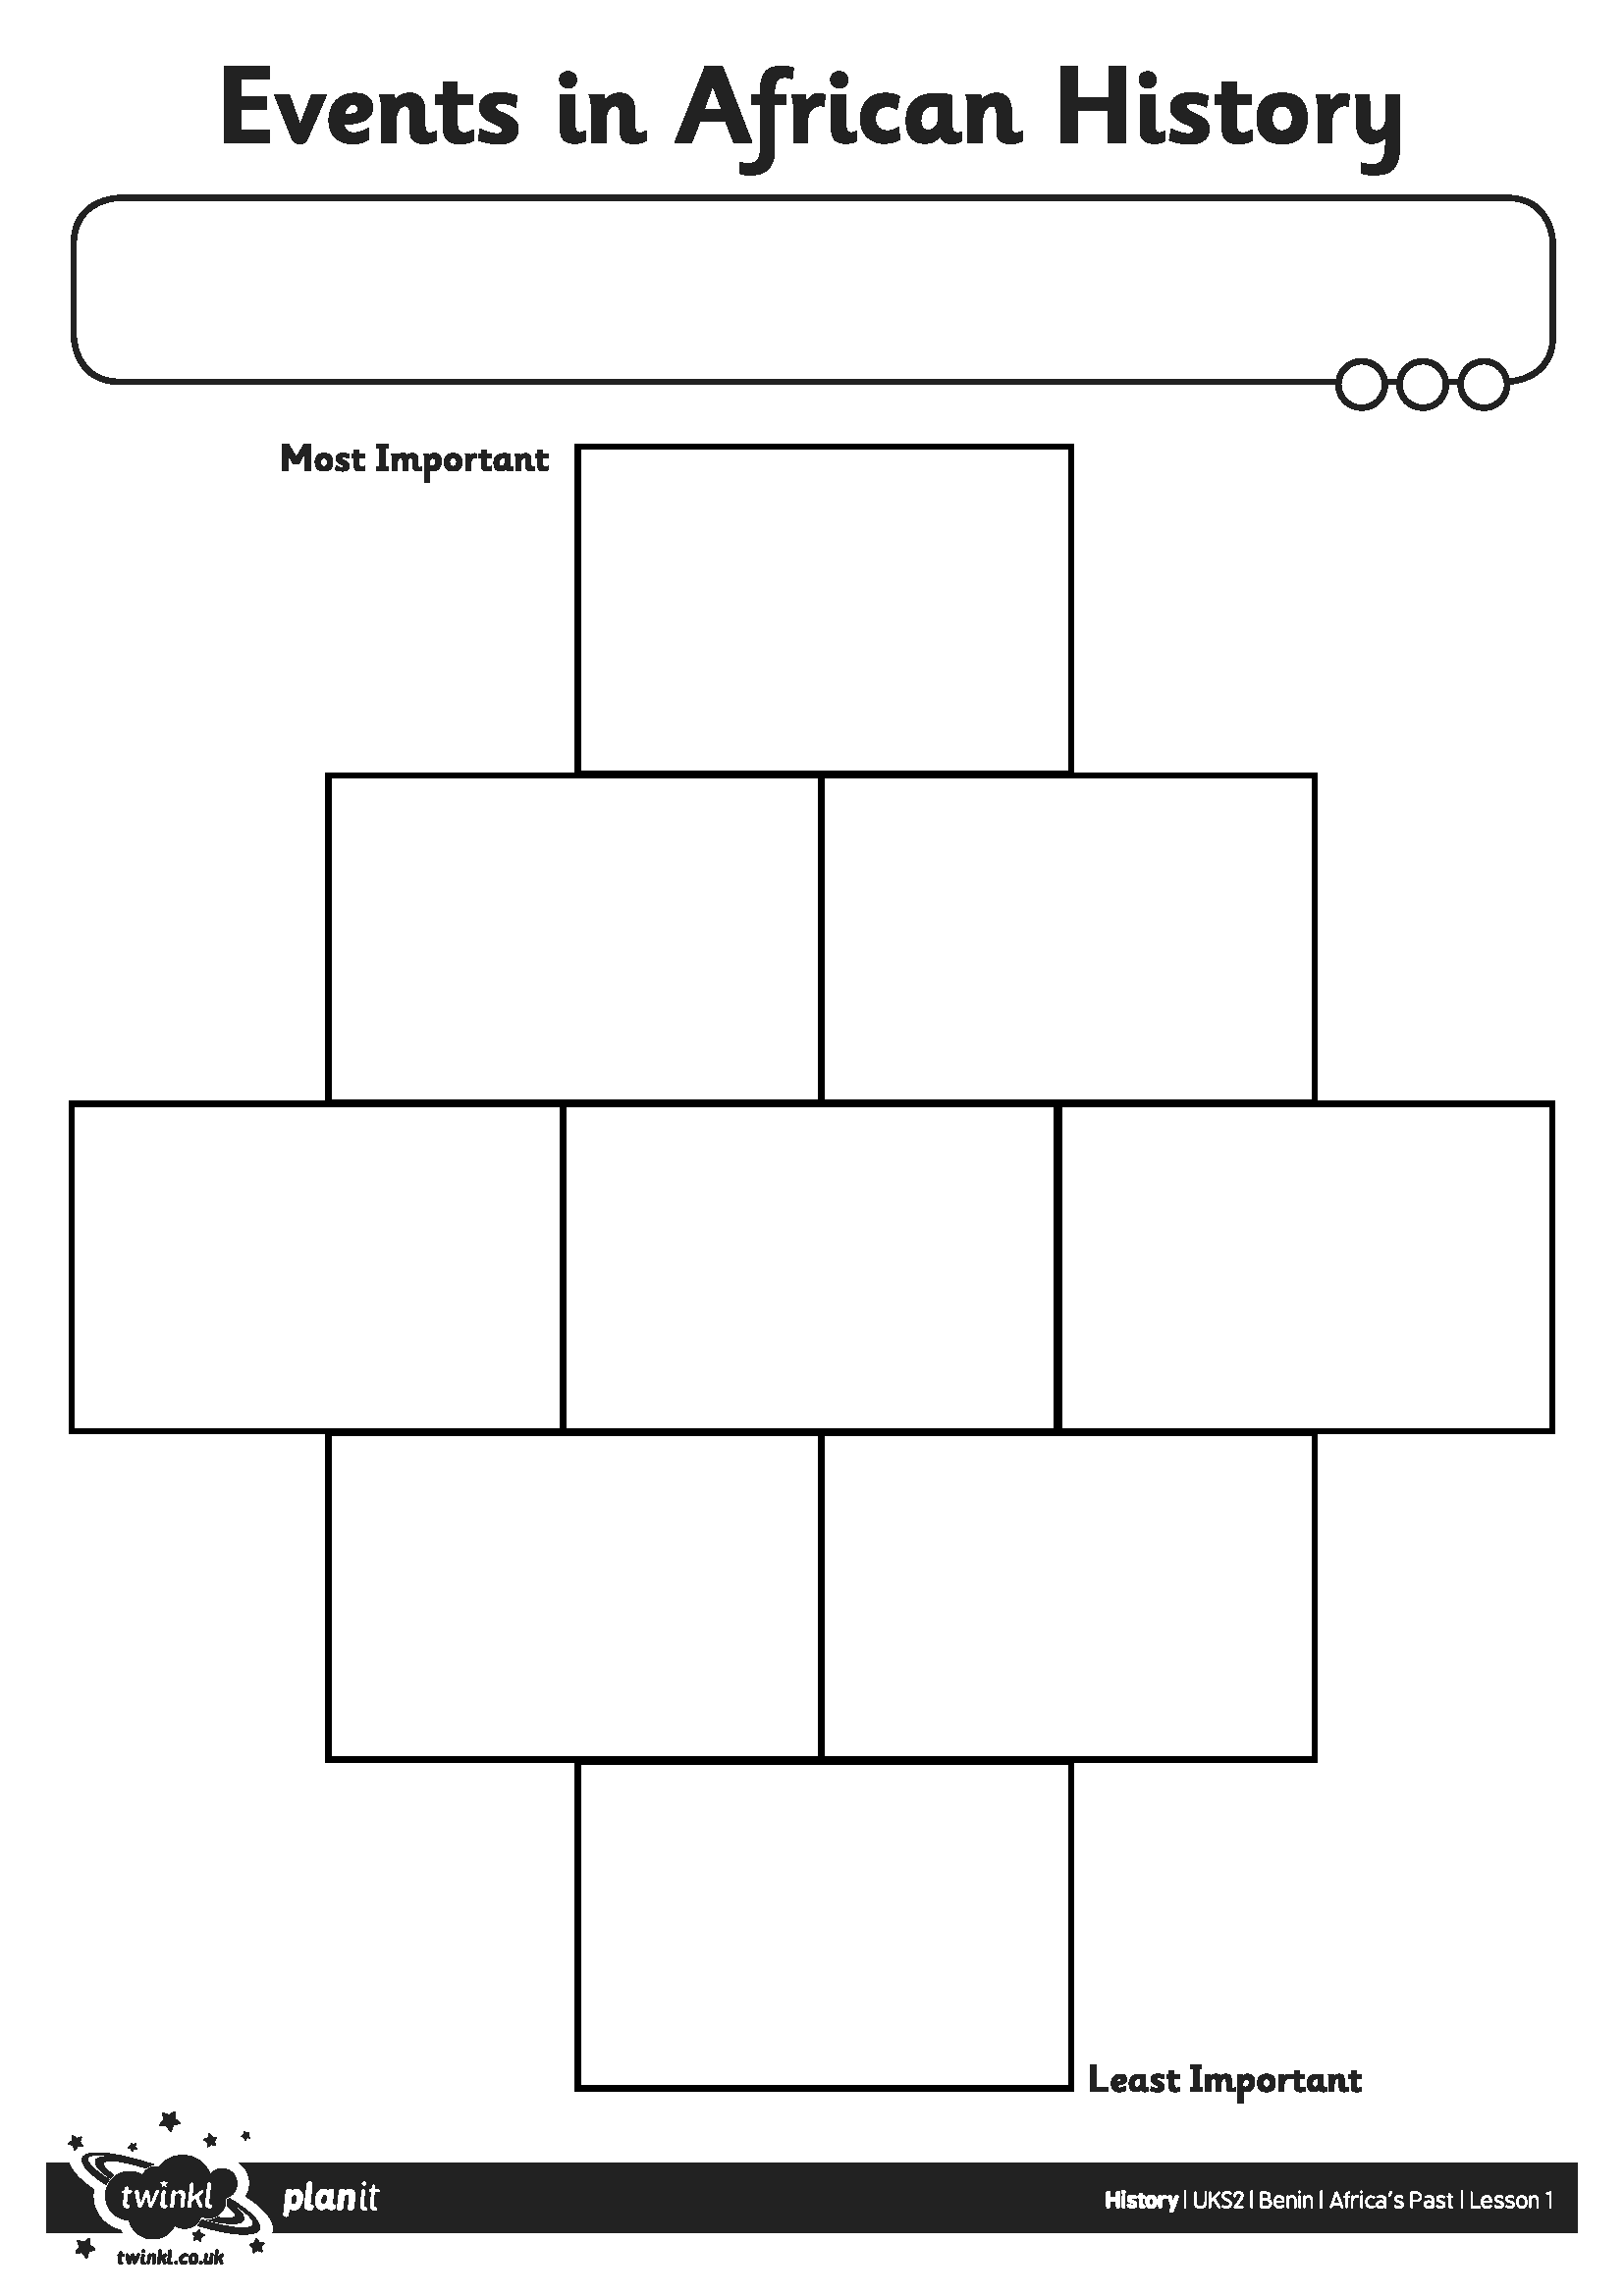 Events in African History
Most Important
Least Important
twinkl
planit
History | UKS2 | Benin | Africa's Past | Lesson 1
twinkl.co.uk